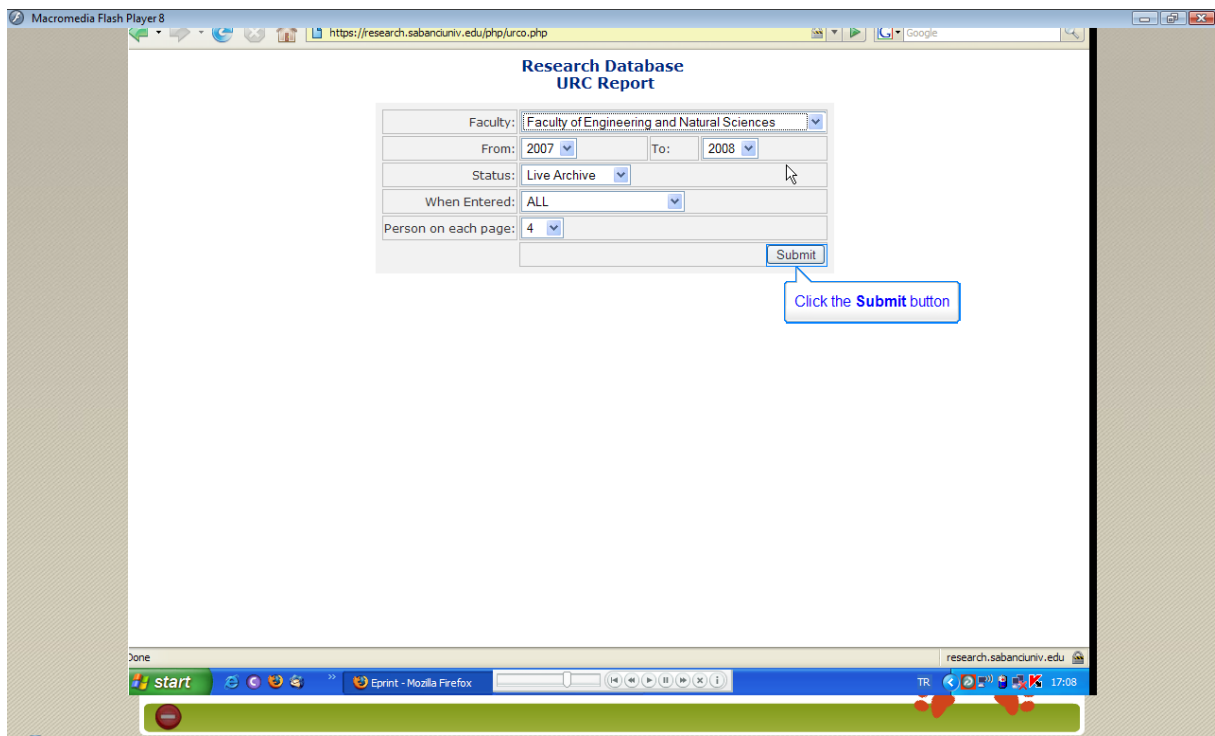 Macromedia Flash Player 8
https://research.sabanciuniv.edu/php/urco.php
G Google
Research Database
URC Report
Faculty: Faculty of Engineering and Natural Sciences
From: 2007 To: 2008
Status: Live Archive
When Entered: ALL
Person on each page: 4
Submit
Click the Submit button
Done
research.sabanciuniv.edu
start
Eprint - Mozilla Firefox
TR
17:08